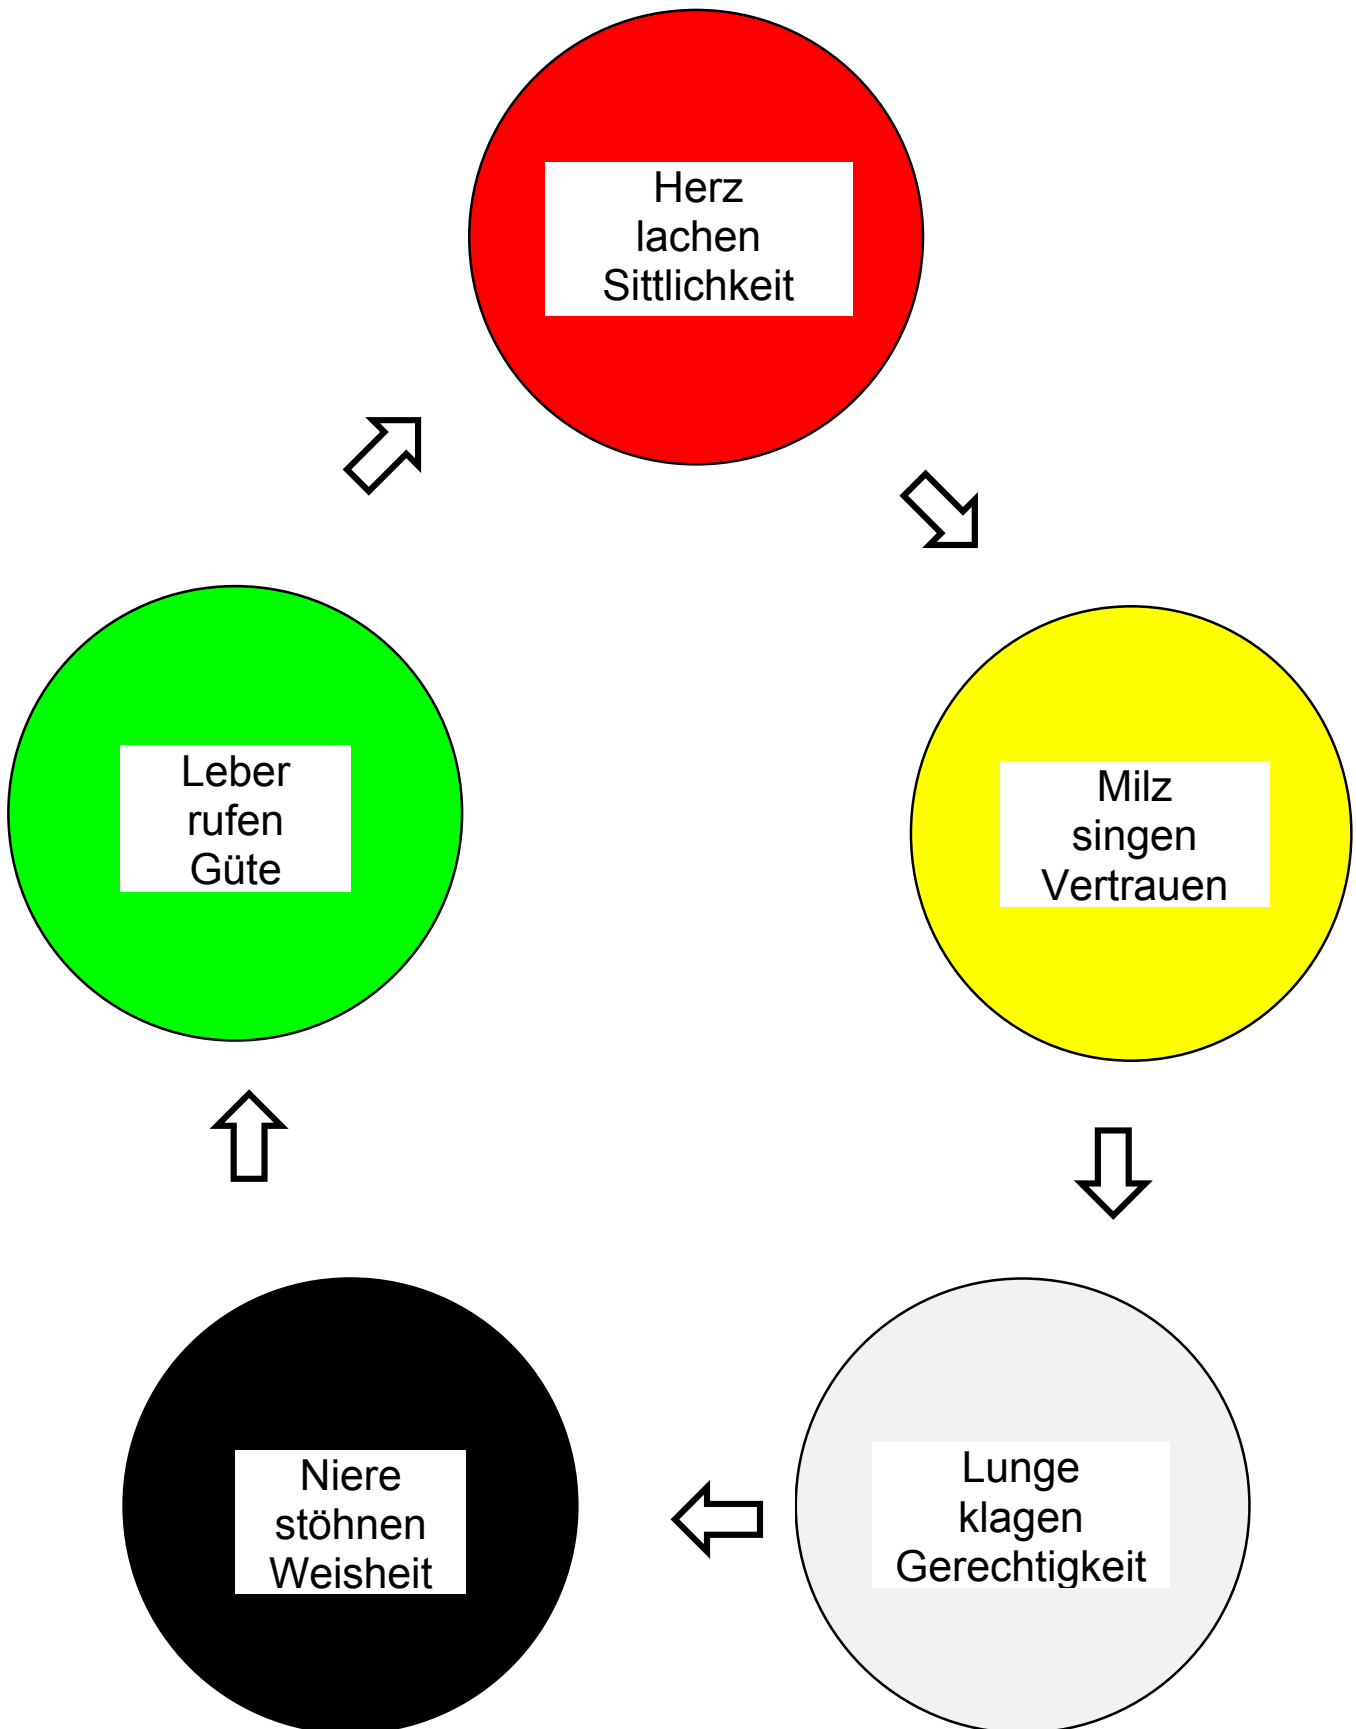 Herz
lachen
Sittlichkeit
Leber
rufen
Güte
Milz
singen
Vertrauen
Niere
stöhnen
Weisheit
Lunge
klagen
Gerechtigkeit